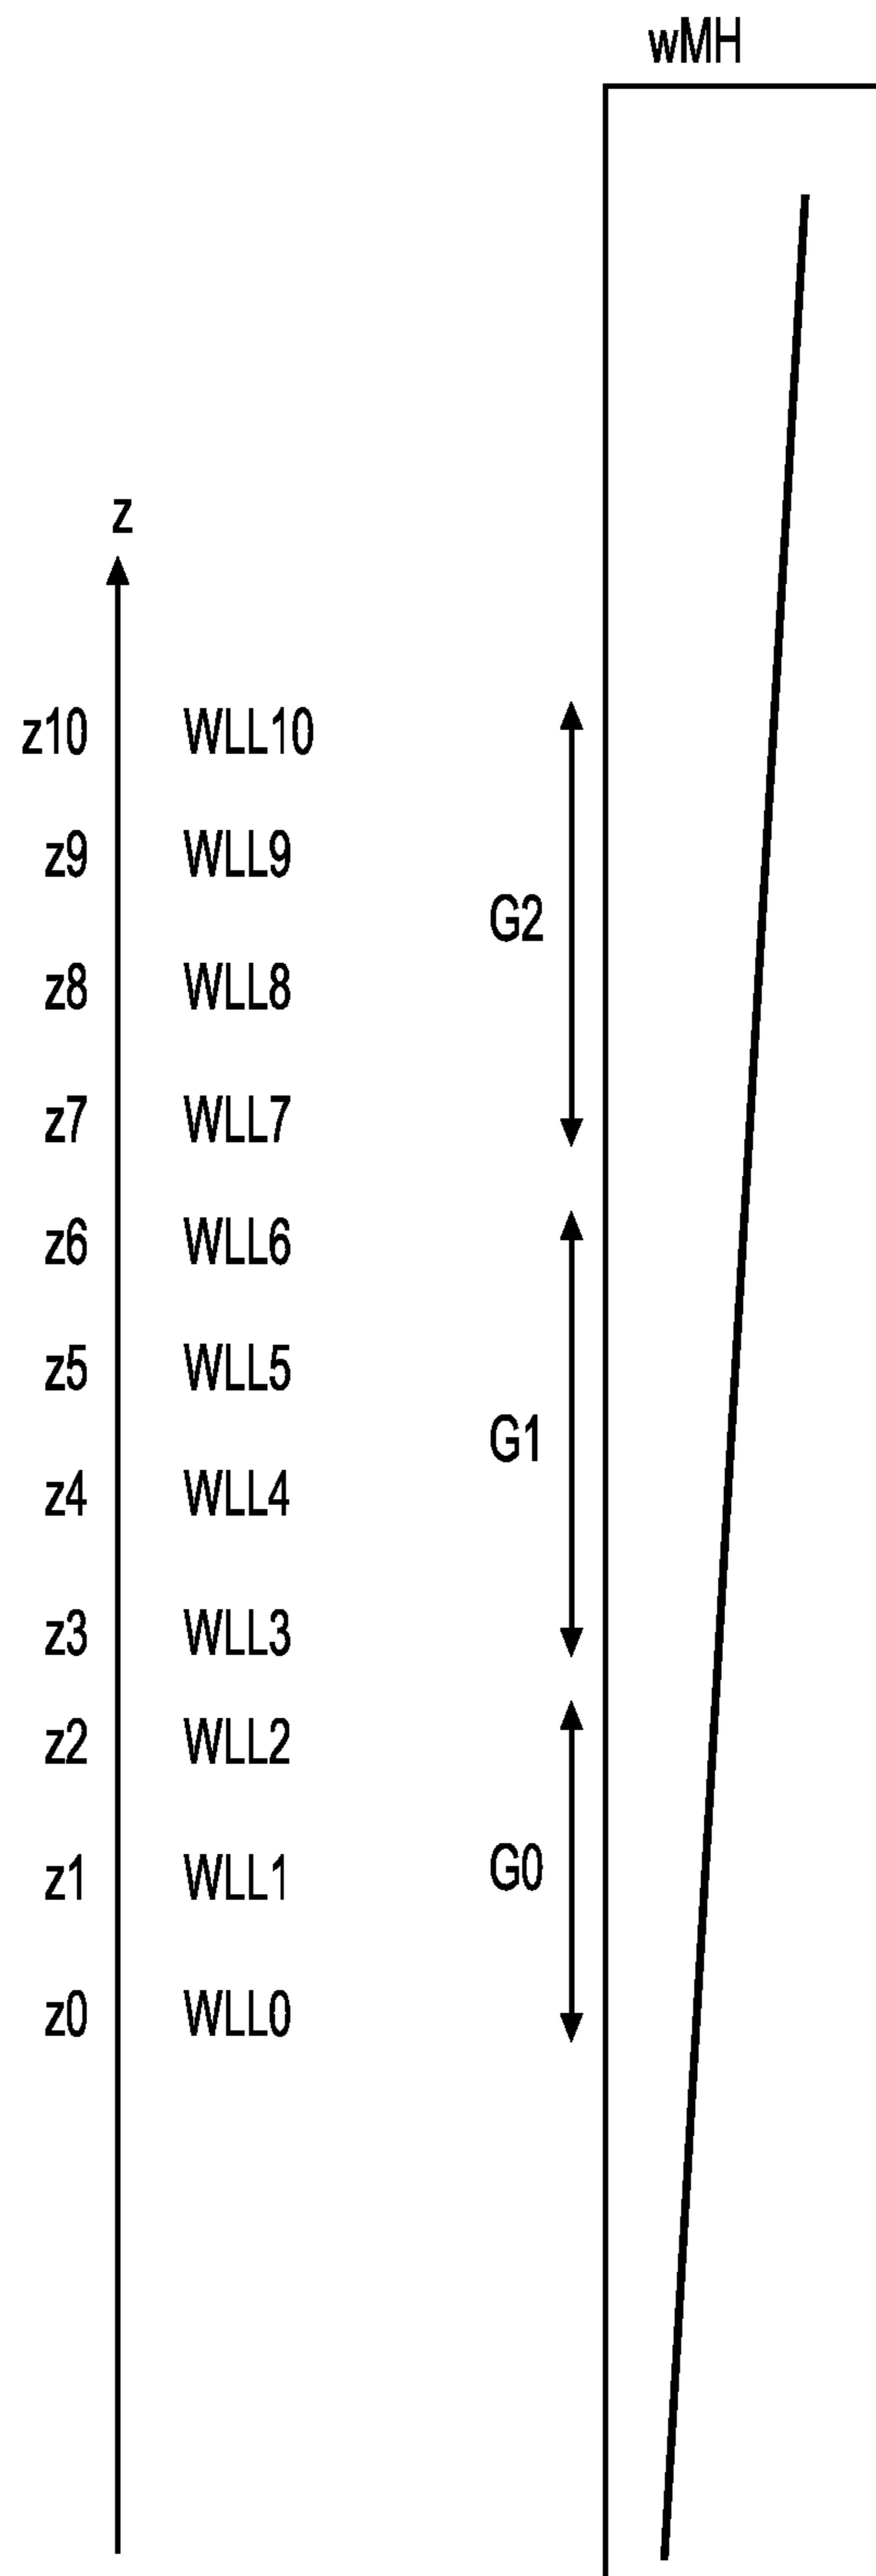 wMH
z
z10 WLL10
z9 WLL9
G2
z8 WLL8
z7 WLL7
z6 WLL6
z5 WLL5
G1
z4 WLL4
z3 WLL3
z2 WLL2
z1 WLL1 G0
z0 WLL0